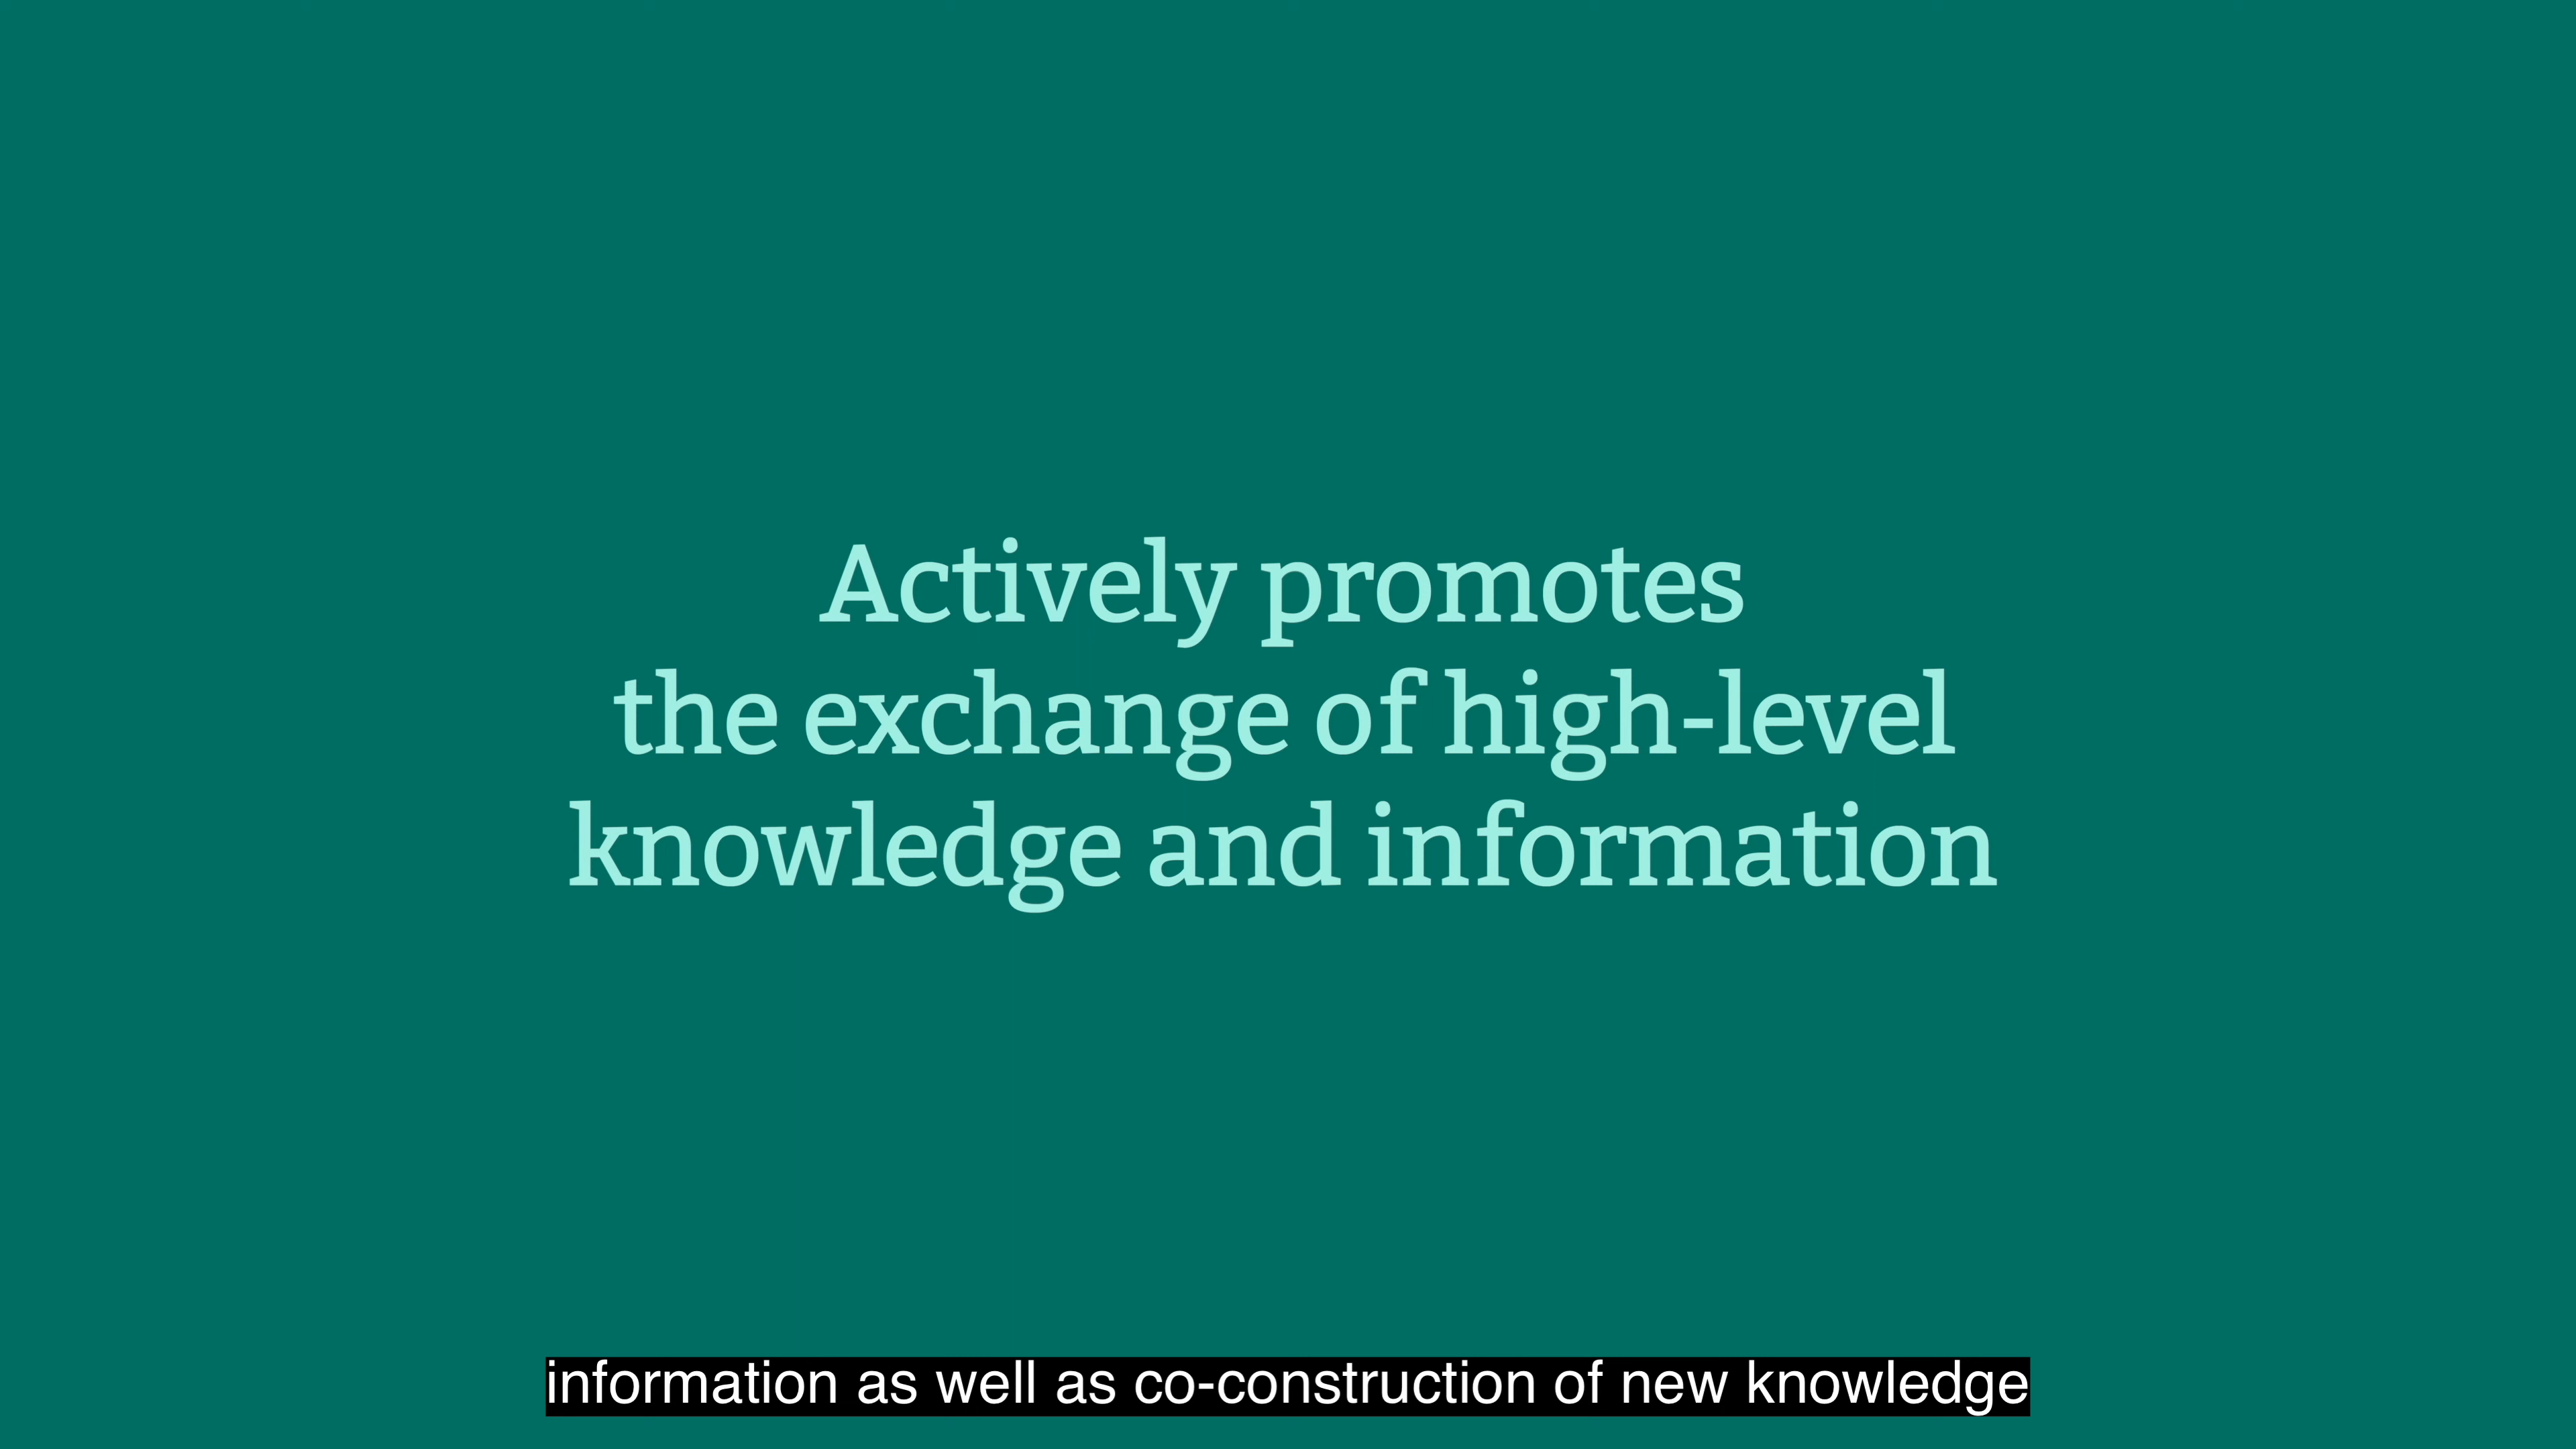 Actively promotes
the exchange of high-level
knowledge and information
information as well as co-construction of new knowledge